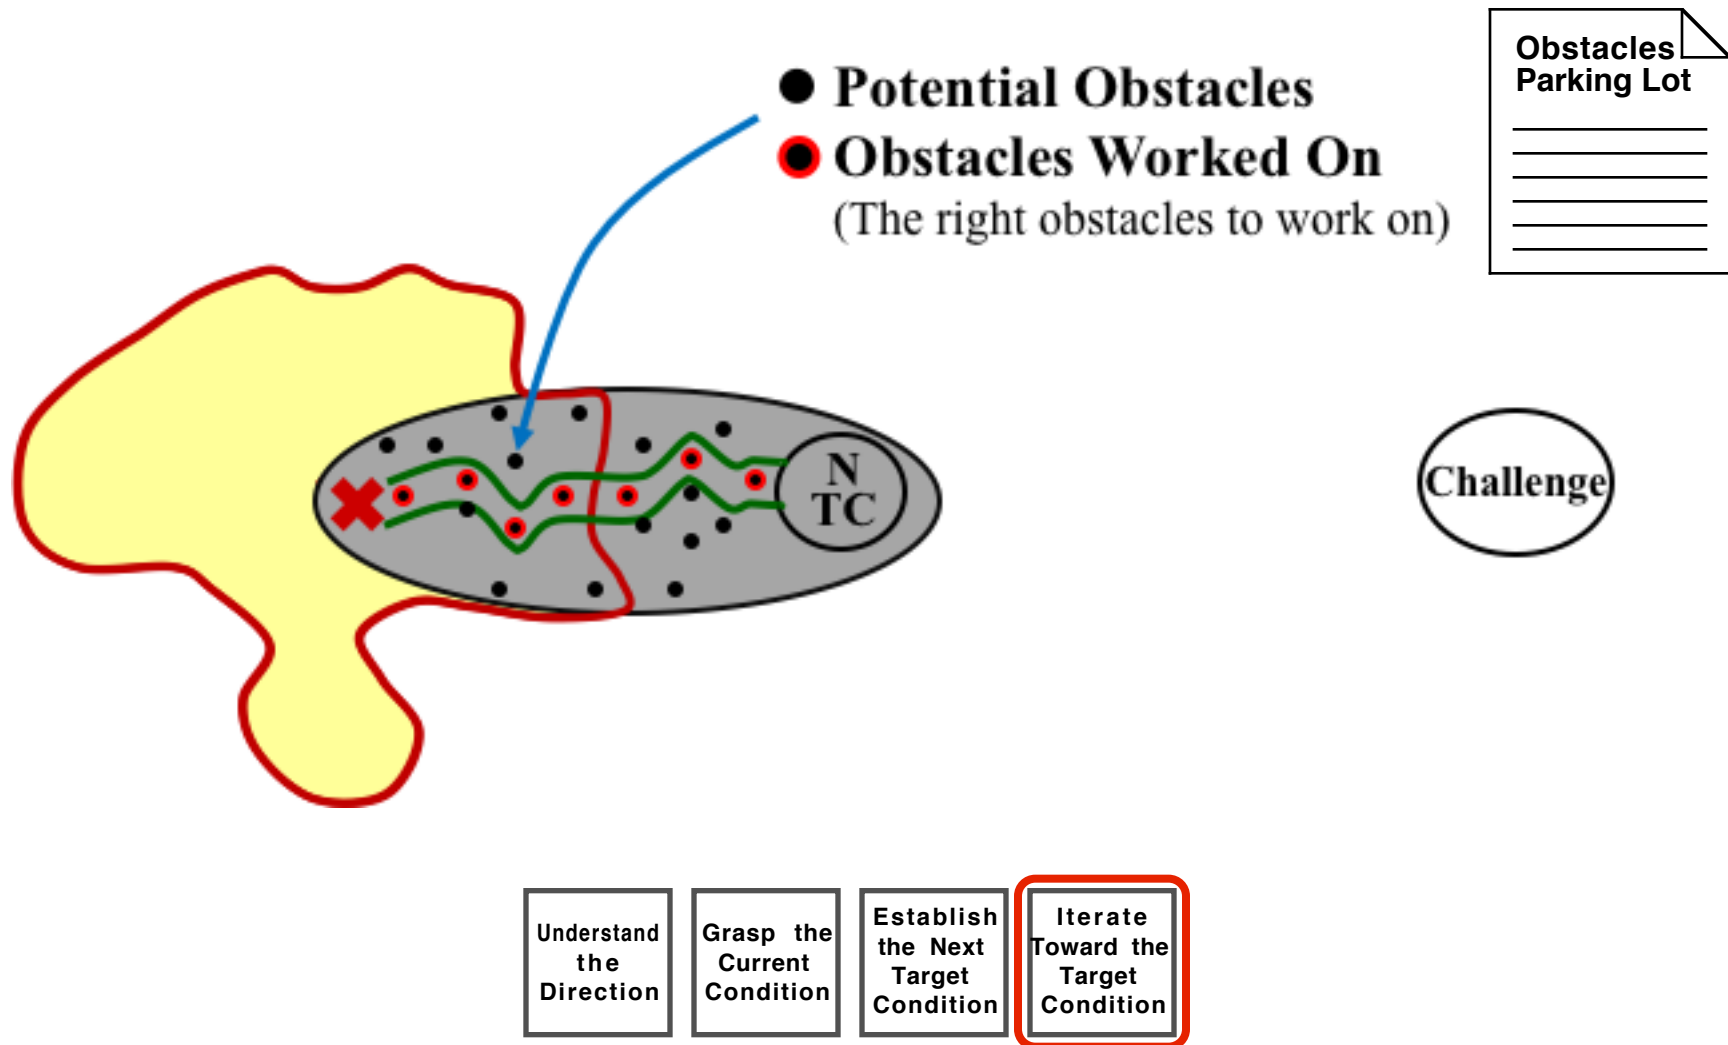 Potential Obstacles
Obstacles Worked On
(The right obstacles to work on)
Obstacles
Parking Lot
N
TC
Challenge
Understand
the
Direction
Grasp the
Current
Condition
Establish
the Next
Target
Condition
Iterate
Toward the
Target
Condition